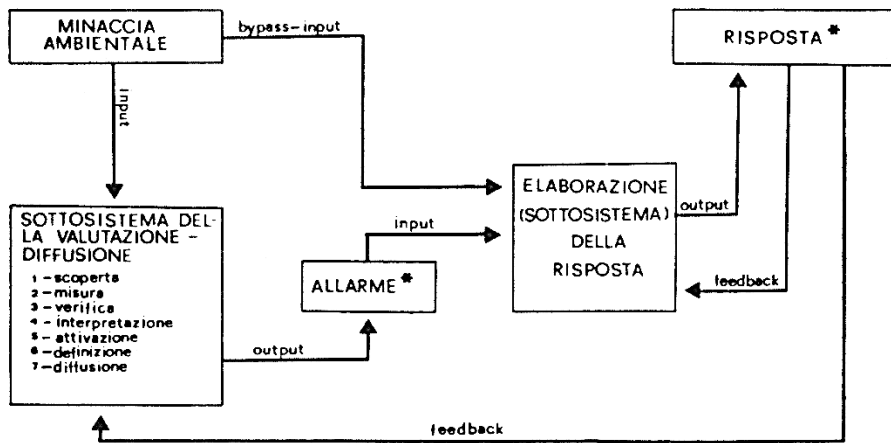 MINACCIA
AMBIENTALE
bypass-input
RISPOSTA*
input
SOTTOSISTEMA DEL-
LA VALUTAZIONE -
DIFFUSIONE
1 - scoperta
2 - misura
3 - verifica
4 - interpretazione
5 - attivazione
6 - definizione
7 - diffusione
output
ALLARME*
input
ELABORAZIONE
(SOTTOSISTEMA)
DELLA
RISPOSTA
output
feedback
feedback